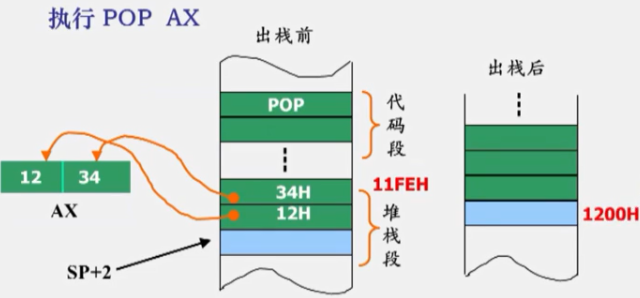 执行 POP AX
出栈前
出栈后
POP
代码段
12 34
AX
34H
11FEH
12H
堆栈段
1200H
SP+2